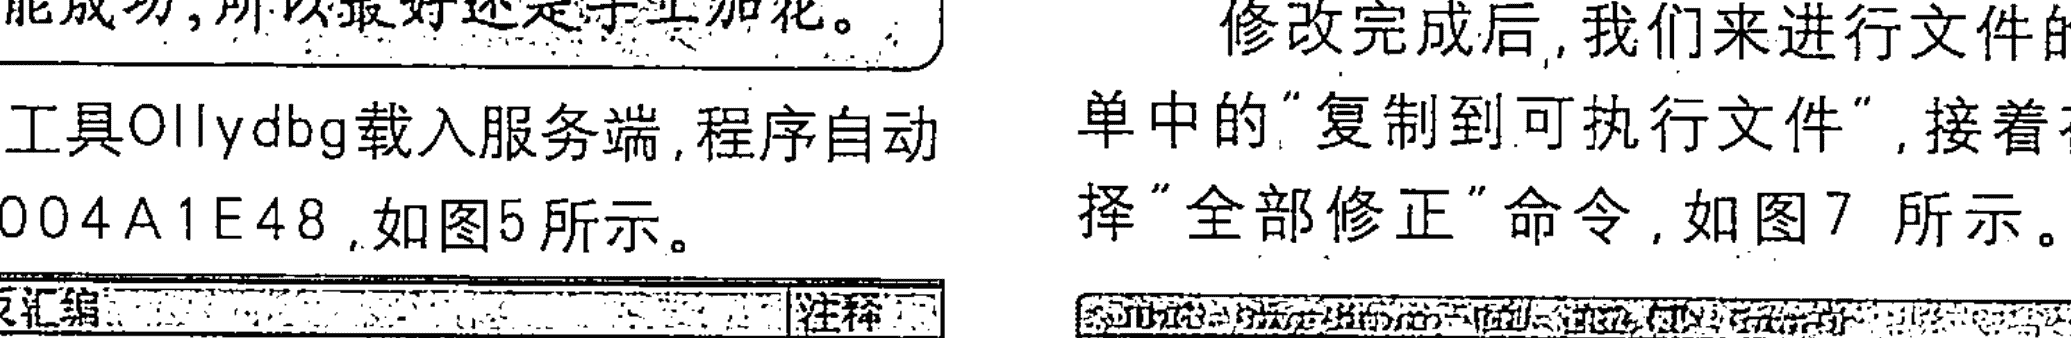 能成功,所以最好还是手工加花。
工具Ollydbg载入服务端,程序自动
004A1E48,如图5所示。
反汇编 注释
修改完成后,我们来进行文件的
单中的"复制到可执行文件",接着
择"全部修正"命令,如图7 所示。